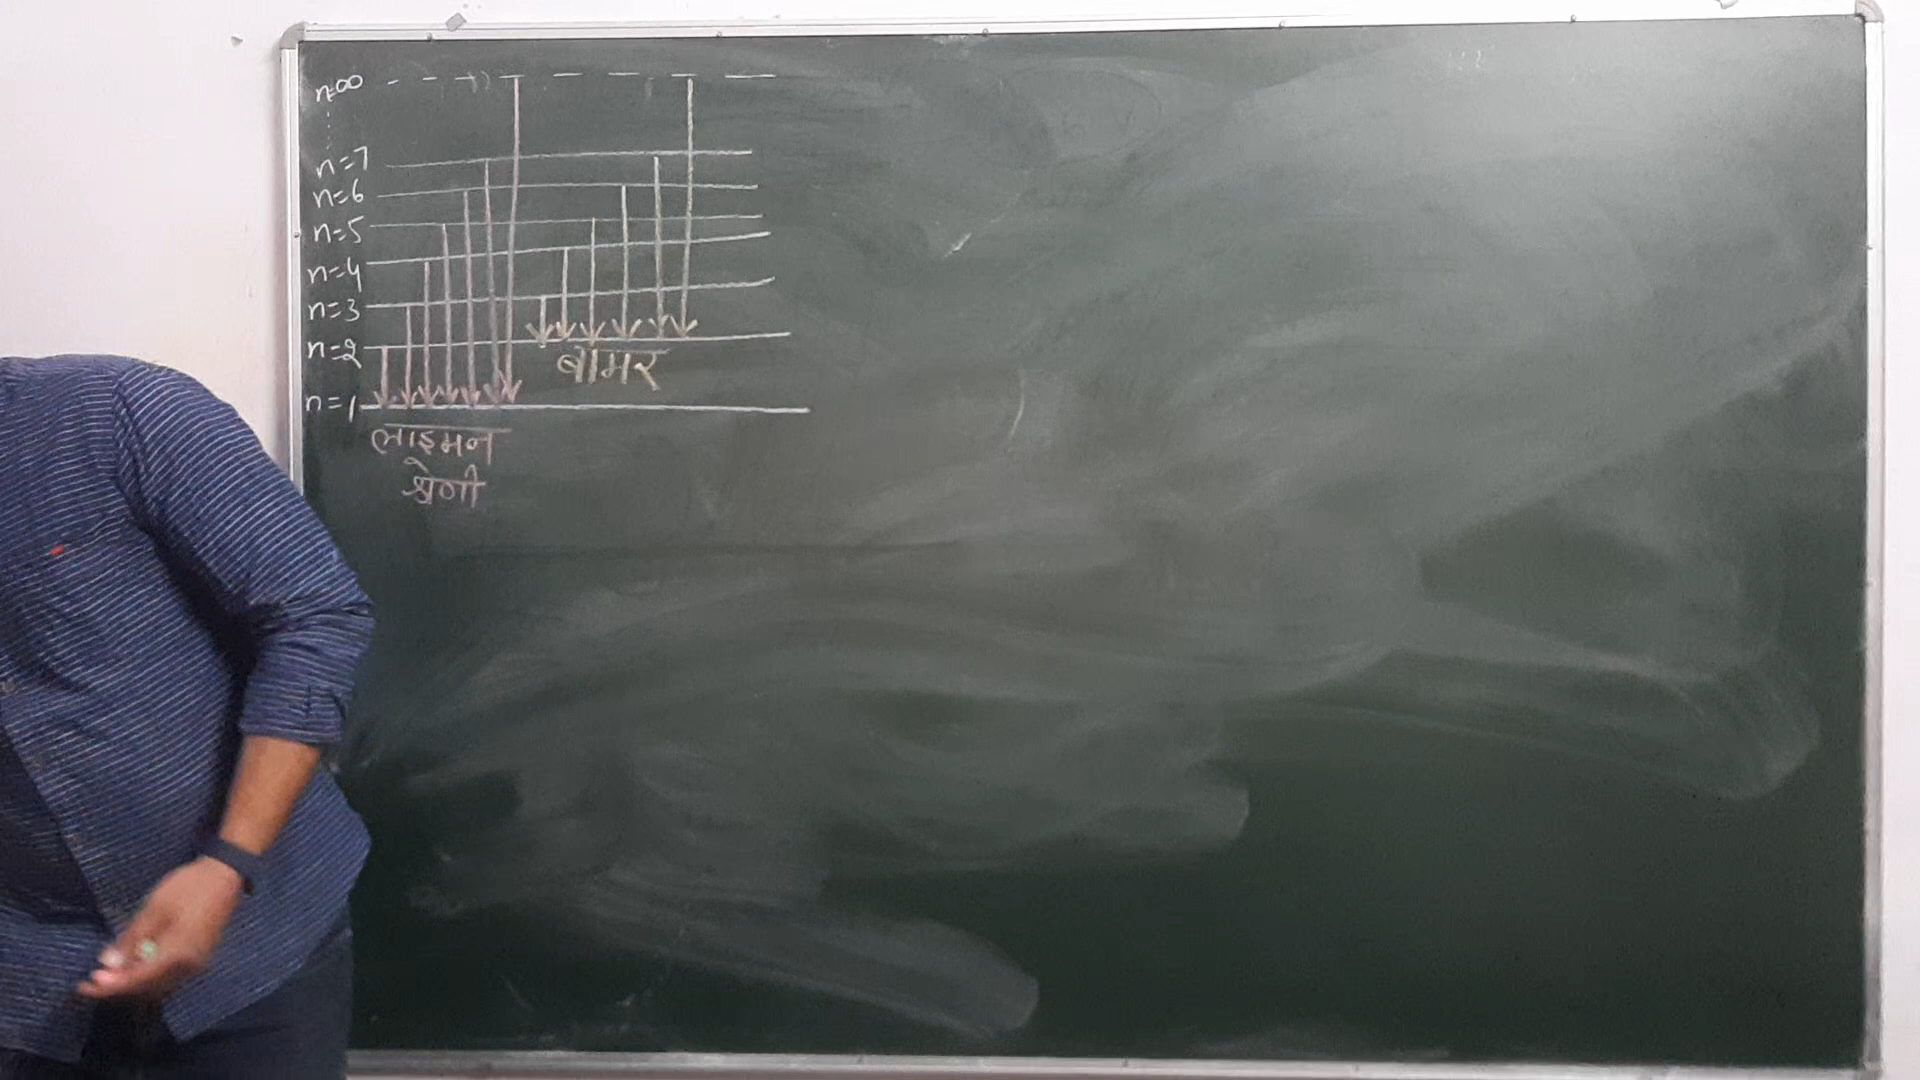 n=∞
n=7
n=6
n=5
n=4
n=3
n=2
बामर
n=1
लाइमन
श्रेणी